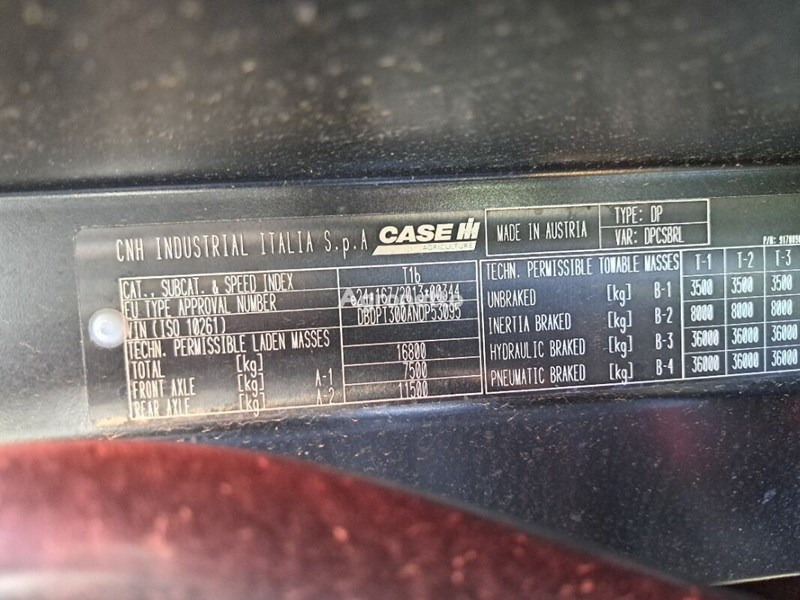 CNH INDUSTRIAL ITALIA S.p.A
CASE IH
AGRICULTURE
MADE IN AUSTRIA
TYPE: DP
VAR: DPCSBRL
CAT., SUBCAT. & SPEED INDEX T1b
EU TYPE APPROVAL NUMBER
VIN (ISO 10261) DBDPT300ANDP53095
TECHN. PERMISSIBLE LADEN MASSES
TOTAL [kg] 16800
FRONT AXLE [kg] A-1 7500
REAR AXLE [kg] A-2 11500
TECHN. PERMISSIBLE TOWABLE MASSES T-1 T-2 T-3
UNBRAKED [kg] B-1 3500 3500 3500
INERTIA BRAKED [kg] B-2 8000 8000 8000
HYDRAULIC BRAKED [kg] B-3 36000 36000 36000
PNEUMATIC BRAKED [kg] B-4 36000 36000 36000